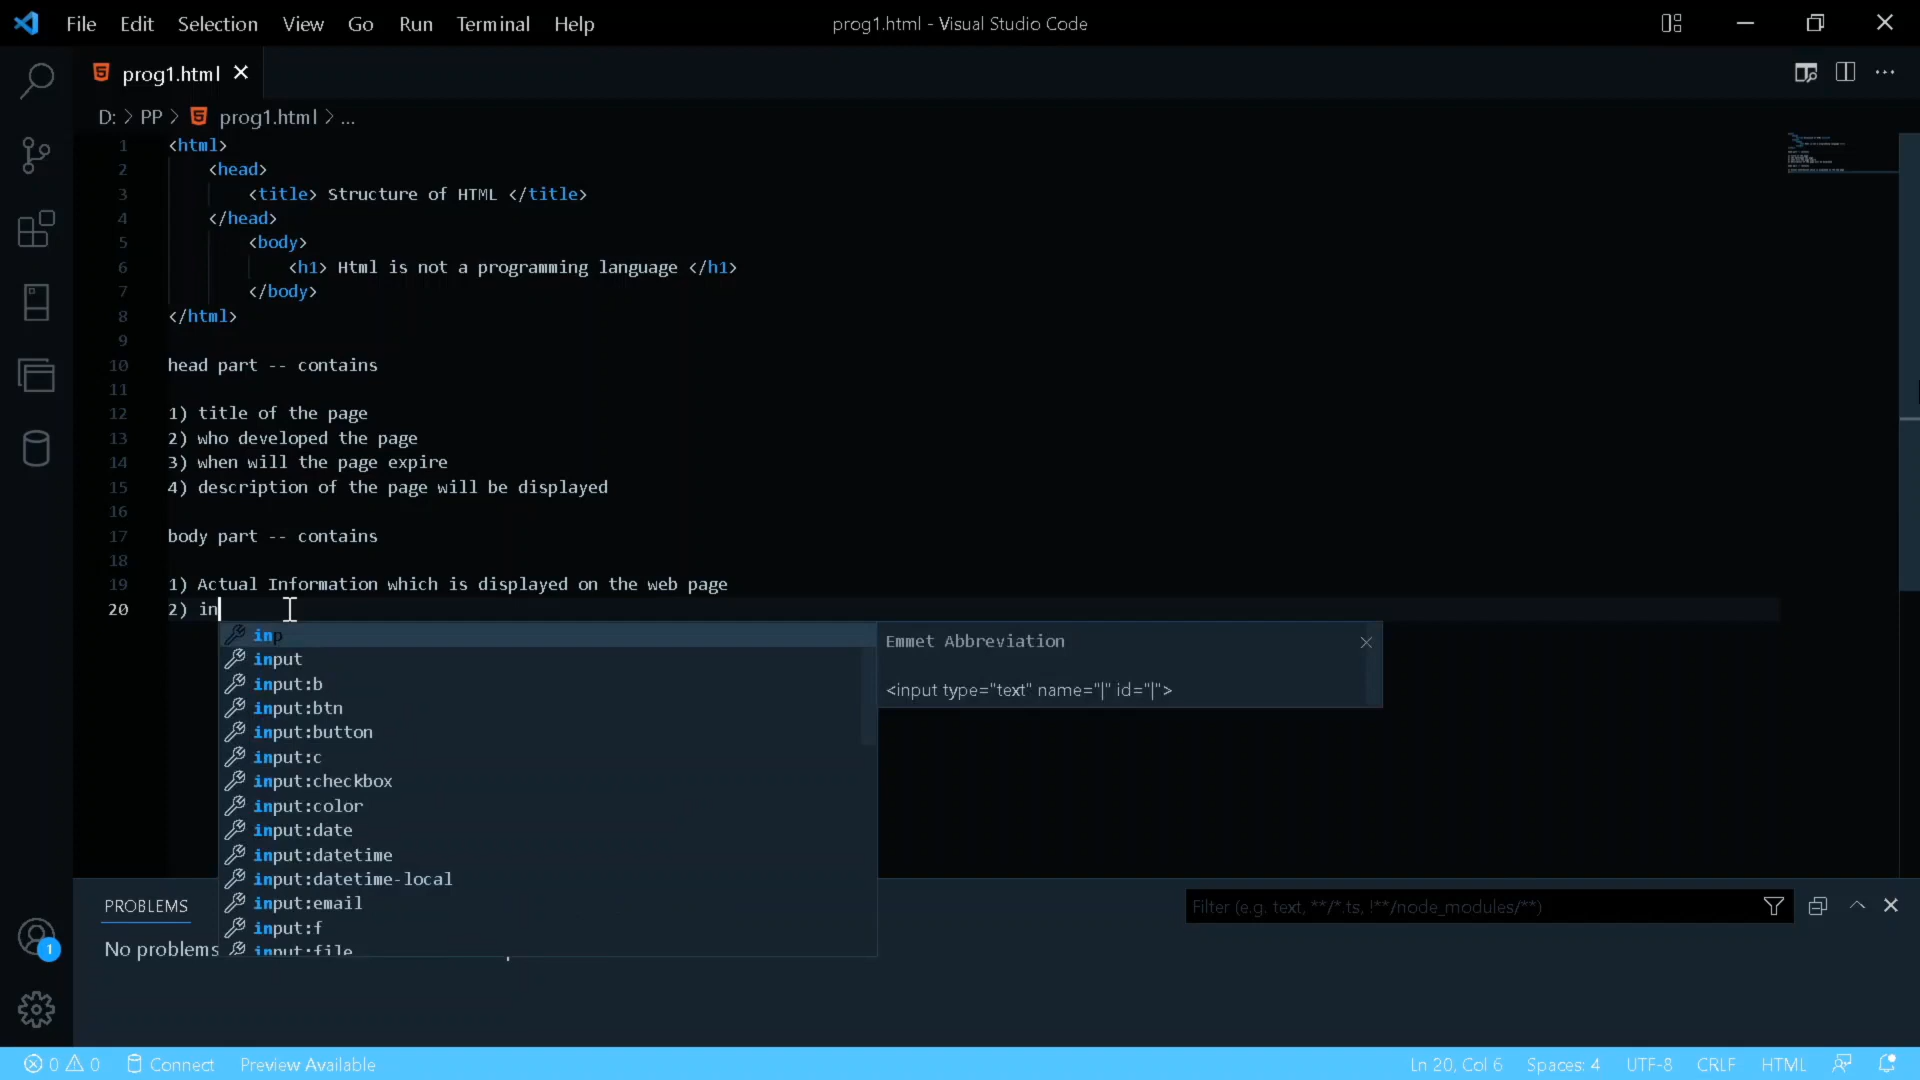 File Edit Selection View Go Run Terminal Help prog1.html - Visual Studio Code
prog1.html
D: > PP > prog1.html > ...
1 <html>
2 <head>
3 <title> Structure of HTML </title>
4 </head>
5 <body>
6 <h1> Html is not a programming language </h1>
7 </body>
8 </html>
9
10 head part -- contains
11
12 1) title of the page
13 2) who developed the page
14 3) when will the page expire
15 4) description of the page will be displayed
16
17 body part -- contains
18
19 1) Actual Information which is displayed on the web page
20 2) in
inp
input
input:b
input:btn
input:button
input:c
input:checkbox
input:color
input:date
input:datetime
input:datetime-local
input:email
input:f
input:file
Emmet Abbreviation
<input type="text" name="|" id="|">
PROBLEMS
Filter (e.g. text, **/*.ts, !**/node_modules/**)
No problems
1
0 0 Connect Preview Available Ln 20, Col 6 Spaces: 4 UTF-8 CRLF HTML